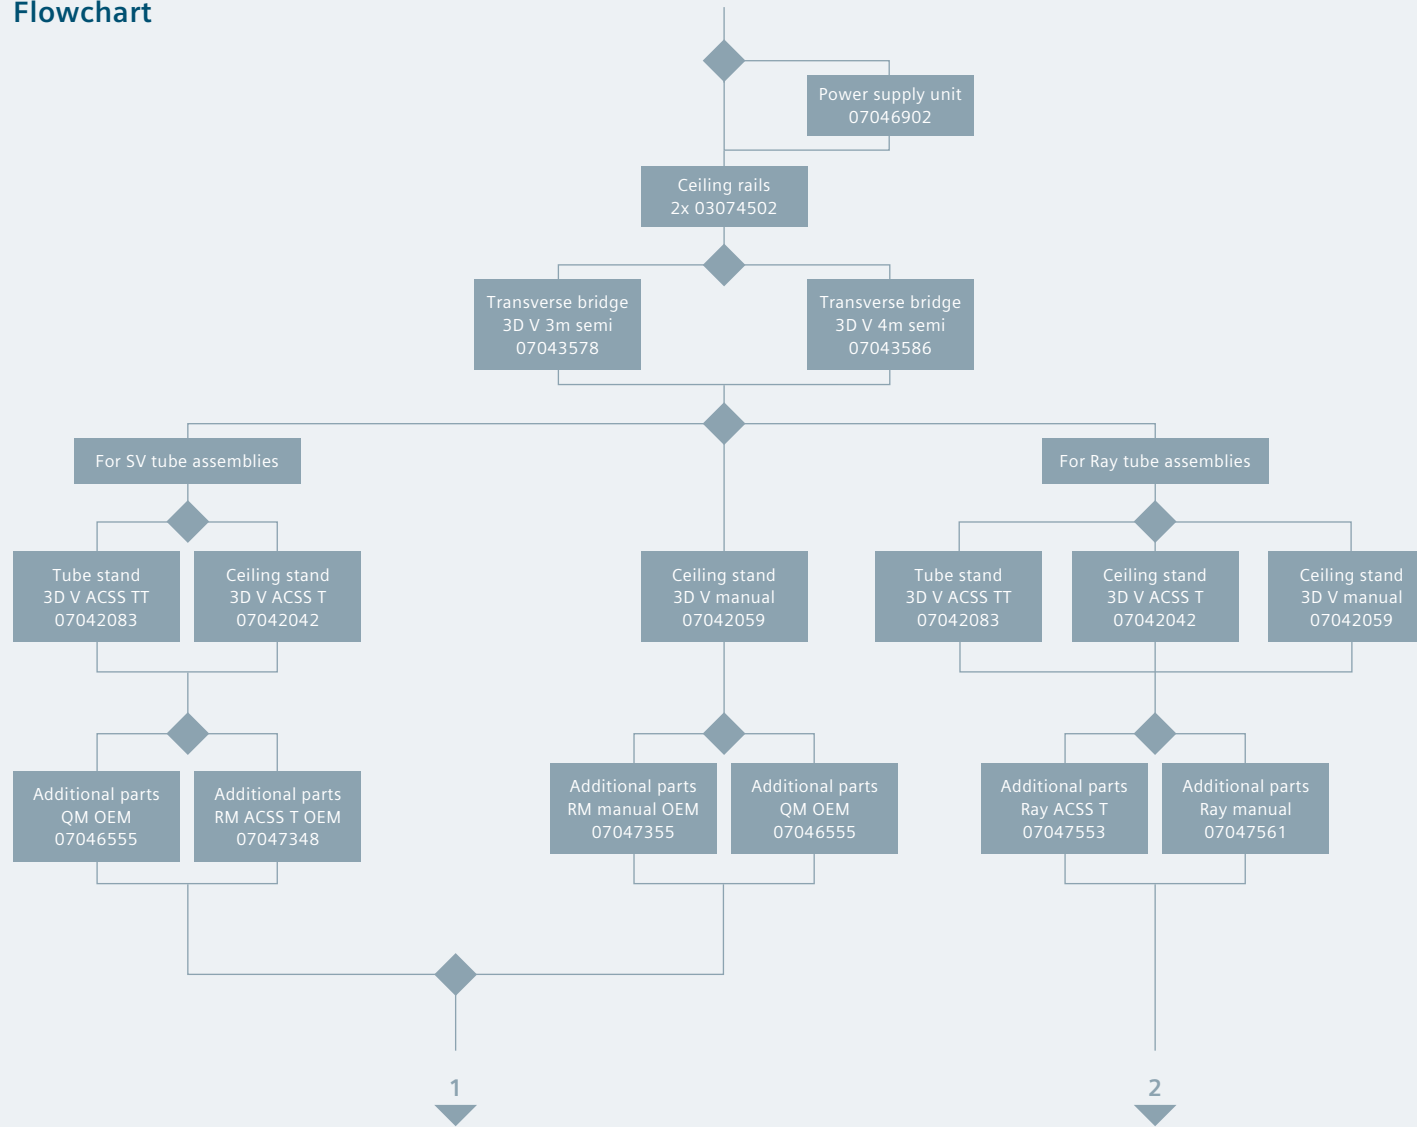 Flowchart
Power supply unit
07046902
Ceiling rails
2x 03074502
Transverse bridge
3D V 3m semi
07043578
Transverse bridge
3D V 4m semi
07043586
For SV tube assemblies
For Ray tube assemblies
Tube stand
3D V ACSS TT
07042083
Ceiling stand
3D V ACSS T
07042042
Ceiling stand
3D V manual
07042059
Tube stand
3D V ACSS TT
07042083
Ceiling stand
3D V ACSS T
07042042
Ceiling stand
3D V manual
07042059
Additional parts
QM OEM
07046555
Additional parts
RM ACSS T OEM
07047348
Additional parts
RM manual OEM
07047355
Additional parts
QM OEM
07046555
Additional parts
Ray ACSS T
07047553
Additional parts
Ray manual
07047561
1
2